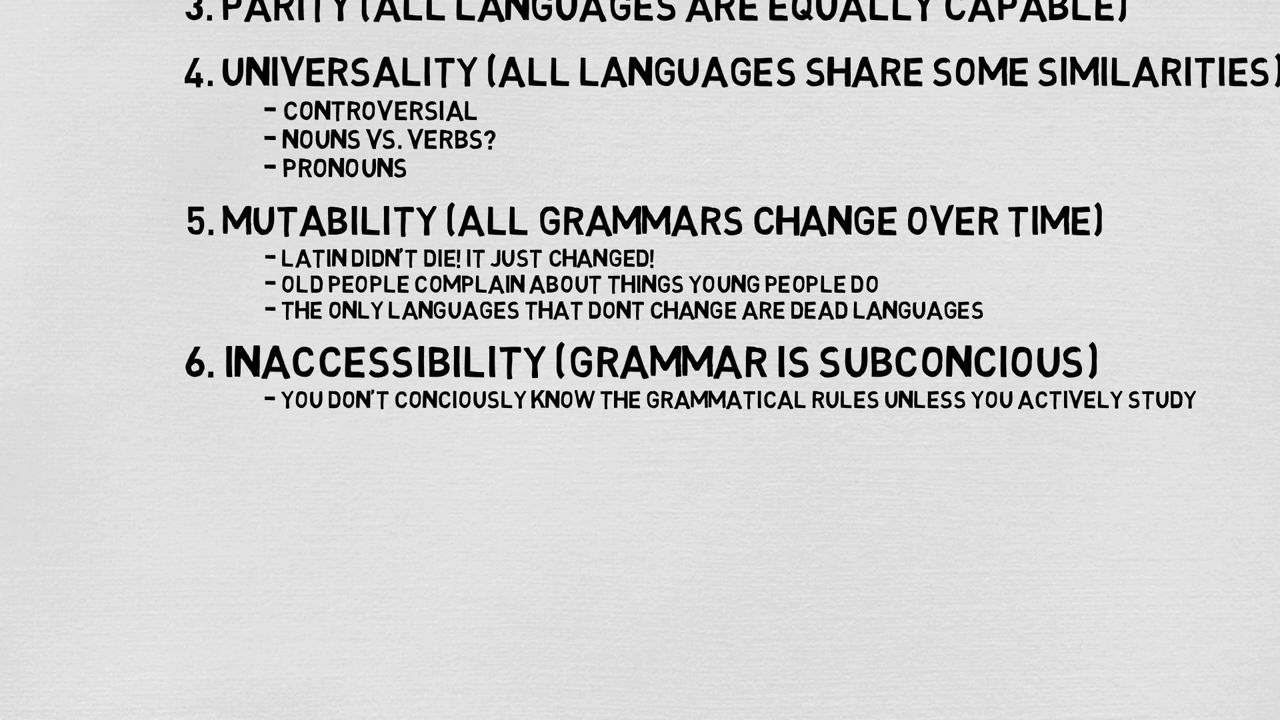 3. PARITY (ALL LANGUAGES ARE EQUALLY CAPABLE)
4. UNIVERSALITY (ALL LANGUAGES SHARE SOME SIMILARITIES)
- CONTROVERSIAL
- NOUNS VS. VERBS?
- PRONOUNS
5. MUTABILITY (ALL GRAMMARS CHANGE OVER TIME)
- LATIN DIDN'T DIE! IT JUST CHANGED!
- OLD PEOPLE COMPLAIN ABOUT THINGS YOUNG PEOPLE DO
- THE ONLY LANGUAGES THAT DONT CHANGE ARE DEAD LANGUAGES
6. INACCESSIBILITY (GRAMMAR IS SUBCONCIOUS)
- YOU DON'T CONCIOUSLY KNOW THE GRAMMATICAL RULES UNLESS YOU ACTIVELY STUDY